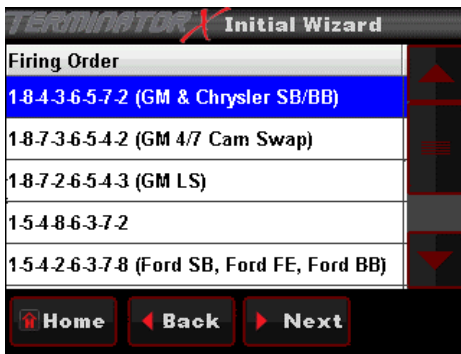 TERMINATOR X Initial Wizard
Firing Order
1-8-4-3-6-5-7-2 (GM & Chrysler SB/BB)
1-8-7-3-6-5-4-2 (GM 4/7 Cam Swap)
1-8-7-2-6-5-4-3 (GM LS)
1-5-4-8-6-3-7-2
1-5-4-2-6-3-7-8 (Ford SB, Ford FE, Ford BB)
Home Back Next